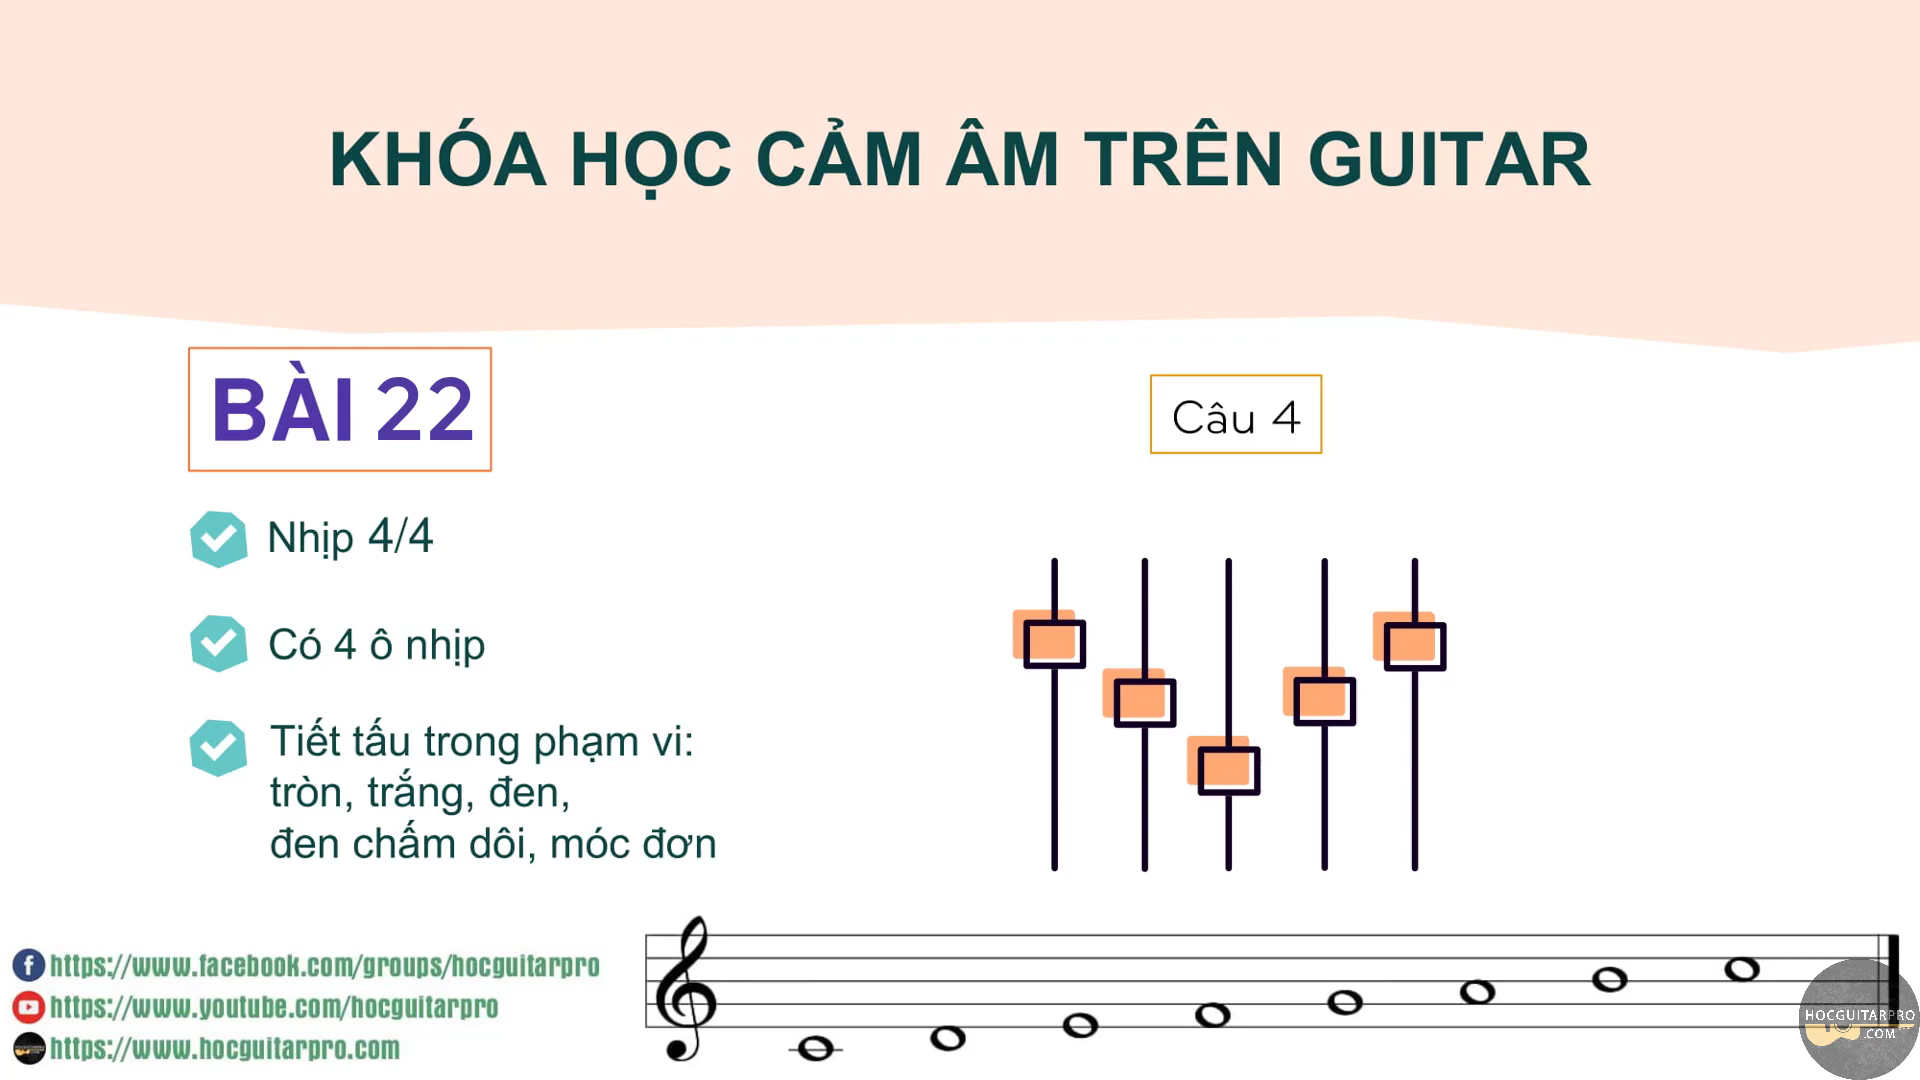 KHÓA HỌC CẢM ÂM TRÊN GUITAR
BÀI 22
Câu 4
Nhịp 4/4
Có 4 ô nhịp
Tiết tấu trong phạm vi:
tròn, trắng, đen,
đen chấm dôi, móc đơn
https://www.facebook.com/groups/hocguitarpro
https://www.youtube.com/hocguitarpro
https://www.hocguitarpro.com
HOCGUITARPRO
.COM